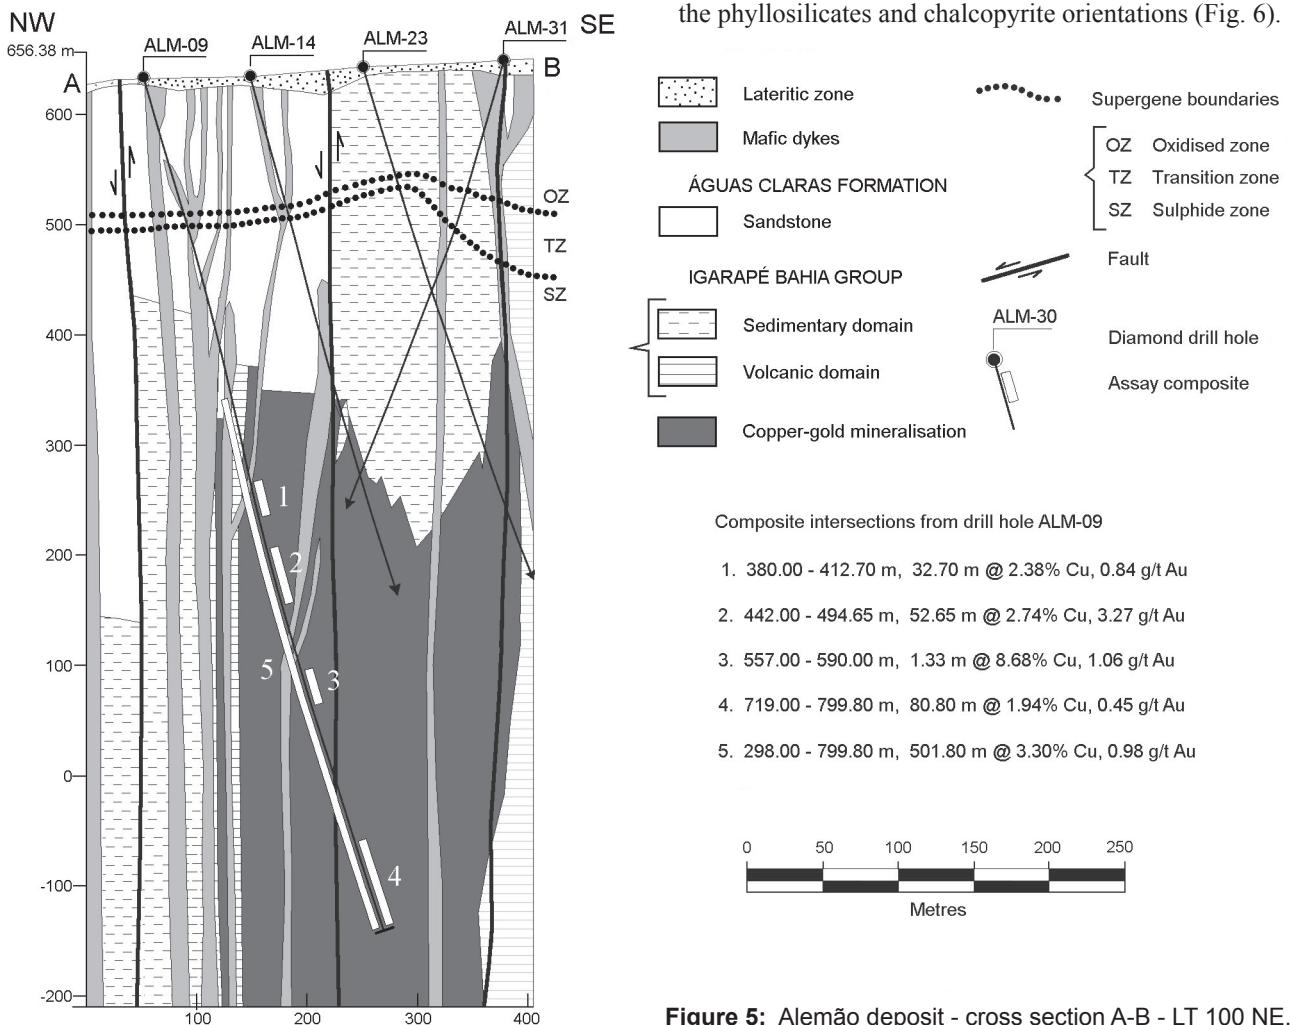 the phyllosilicates and chalcopyrite orientations (Fig. 6).
NW
SE
656.38 m
ALM-09
ALM-14
ALM-23
ALM-31
A
B
600
500
400
300
200
100
0
-100
-200
100
200
300
400
OZ
TZ
SZ
1
2
3
4
5
Lateritic zone
Mafic dykes
ÁGUAS CLARAS FORMATION
Sandstone
IGARAPÉ BAHIA GROUP
Sedimentary domain
Volcanic domain
Copper-gold mineralisation
Supergene boundaries
OZ Oxidised zone
TZ Transition zone
SZ Sulphide zone
Fault
ALM-30
Diamond drill hole
Assay composite
Composite intersections from drill hole ALM-09
1. 380.00 - 412.70 m, 32.70 m @ 2.38% Cu, 0.84 g/t Au
2. 442.00 - 494.65 m, 52.65 m @ 2.74% Cu, 3.27 g/t Au
3. 557.00 - 590.00 m, 1.33 m @ 8.68% Cu, 1.06 g/t Au
4. 719.00 - 799.80 m, 80.80 m @ 1.94% Cu, 0.45 g/t Au
5. 298.00 - 799.80 m, 501.80 m @ 3.30% Cu, 0.98 g/t Au
0 50 100 150 200 250
Metres
Figure 5: Alemão deposit - cross section A-B - LT 100 NE.